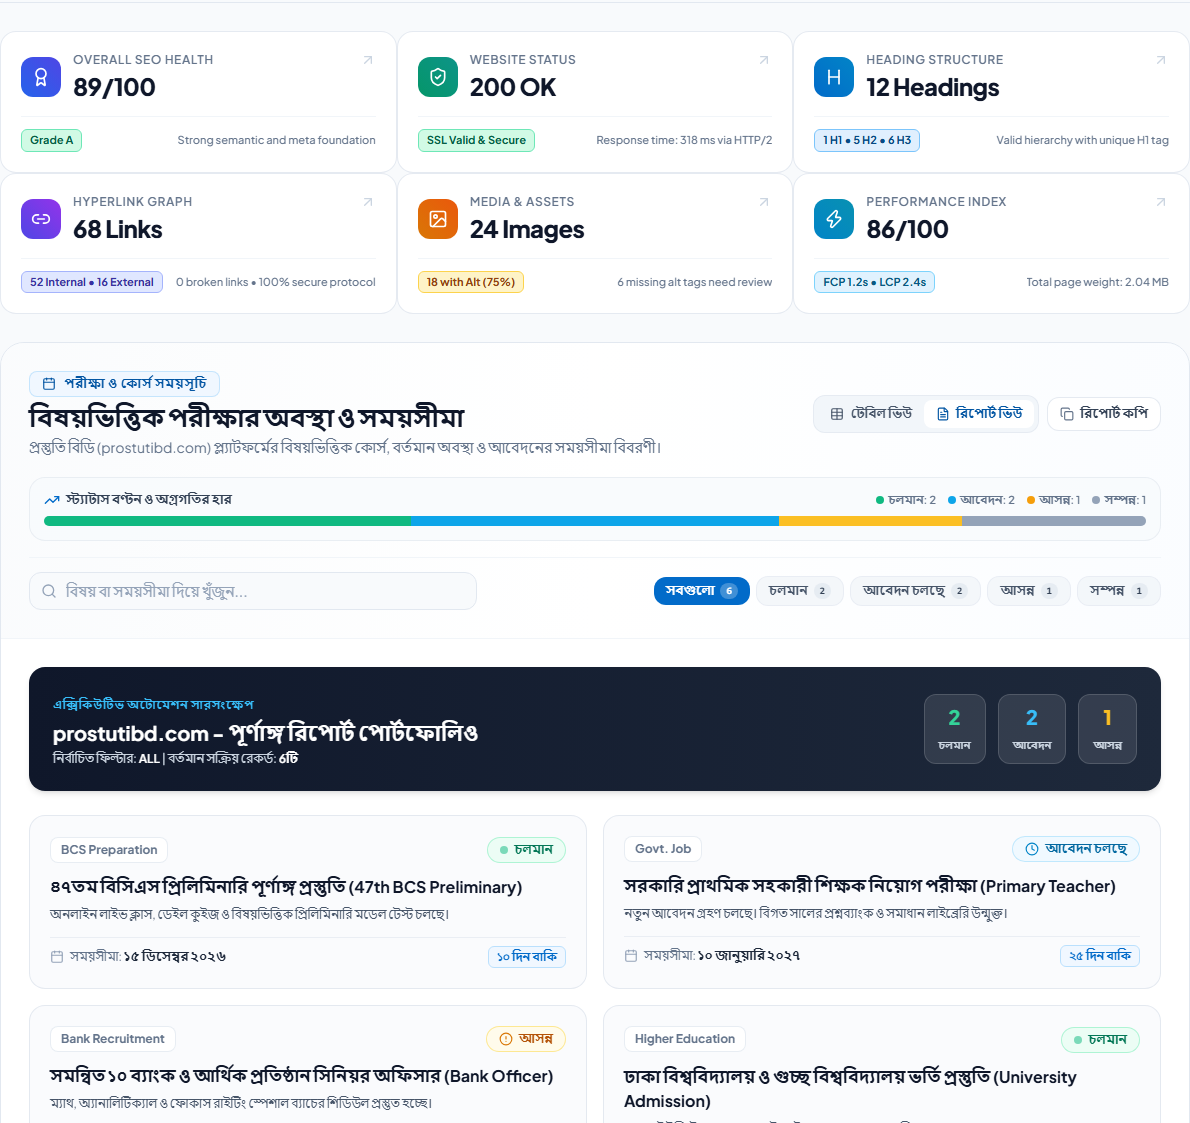 OVERALL SEO HEALTH
89/100
Grade A
Strong semantic and meta foundation
WEBSITE STATUS
200 OK
SSL Valid & Secure
Response time: 318 ms via HTTP/2
HEADING STRUCTURE
12 Headings
1 H1 • 5 H2 • 6 H3
Valid hierarchy with unique H1 tag
HYPERLINK GRAPH
68 Links
52 Internal • 16 External
0 broken links • 100% secure protocol
MEDIA & ASSETS
24 Images
18 with Alt (75%)
6 missing alt tags need review
PERFORMANCE INDEX
86/100
FCP 1.2s • LCP 2.4s
Total page weight: 2.04 MB
পরীক্ষা ও কোর্স সময়সূচি
বিষয়ভিত্তিক পরীক্ষার অবস্থা ও সময়সীমা
প্রস্তুতি বিডি (prostutibd.com) প্ল্যাটফর্মের বিষয়ভিত্তিক কোর্স, বর্তমান অবস্থা ও আবেদনের সময়সীমা বিবরণী।
টেবিল ভিউ
রিপোর্ট ভিউ
রিপোর্ট কপি
স্ট্যাটাস বণ্টন ও অগ্রগতির হার
চলমান: 2
আবেদন: 2
আসন্ন: 1
সম্পন্ন: 1
বিষয় বা সময়সীমা দিয়ে খুঁজুন...
সবগুলো 6
চলমান 2
আবেদন চলছে 2
আসন্ন 1
সম্পন্ন 1
এক্সিকিউটিভ অটোমেশন সারসংক্ষেপ
prostutibd.com – পূর্ণাঙ্গ রিপোর্ট পোর্টফোলিও
নির্বাচিত ফিল্টার: ALL | বর্তমান সক্রিয় রেকর্ড: ৬টি
2
চলমান
2
আবেদন
1
আসন্ন
BCS Preparation
চলমান
৪৭তম বিসিএস প্রিলিমিনারি পূর্ণাঙ্গ প্রস্তুতি (47th BCS Preliminary)
অনলাইন লাইভ ক্লাস, ডেইল কুইজ ও বিষয়ভিত্তিক প্রিলিমিনারি মডেল টেস্ট চলছে।
সময়সীমা: ১৫ ডিসেম্বর ২০২৬
১০ দিন বাকি
Govt. Job
আবেদন চলছে
সরকারি প্রাথমিক সহকারী শিক্ষক নিয়োগ পরীক্ষা (Primary Teacher)
নতুন আবেদন গ্রহণ চলছে। বিগত সালের প্রশ্নব্যাংক ও সমাধান লাইব্রেরি উন্মুক্ত।
সময়সীমা: ১০ জানুয়ারি ২০২৭
২৫ দিন বাকি
Bank Recruitment
আসন্ন
সমন্বিত ১০ ব্যাংক ও আর্থিক প্রতিষ্ঠান সিনিয়র অফিসার (Bank Officer)
ম্যাথ, অ্যানালিটিক্যাল ও ফোকাস রাইটিং স্পেশাল ব্যাচের শিডিউল প্রস্তুত হচ্ছে।
Higher Education
চলমান
ঢাকা বিশ্ববিদ্যালয় ও গুচ্ছ বিশ্ববিদ্যালয় ভর্তি প্রস্তুতি (University
Admission)